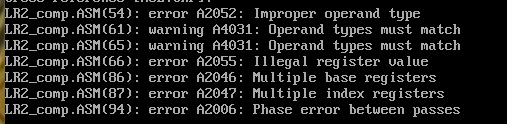 LR2_comp.ASM(54): error A2052: Improper operand type
LR2_comp.ASM(61): warning A4031: Operand types must match
LR2_comp.ASM(65): warning A4031: Operand types must match
LR2_comp.ASM(66): error A2055: Illegal register value
LR2_comp.ASM(86): error A2046: Multiple base registers
LR2_comp.ASM(87): error A2047: Multiple index registers
LR2_comp.ASM(94): error A2006: Phase error between passes